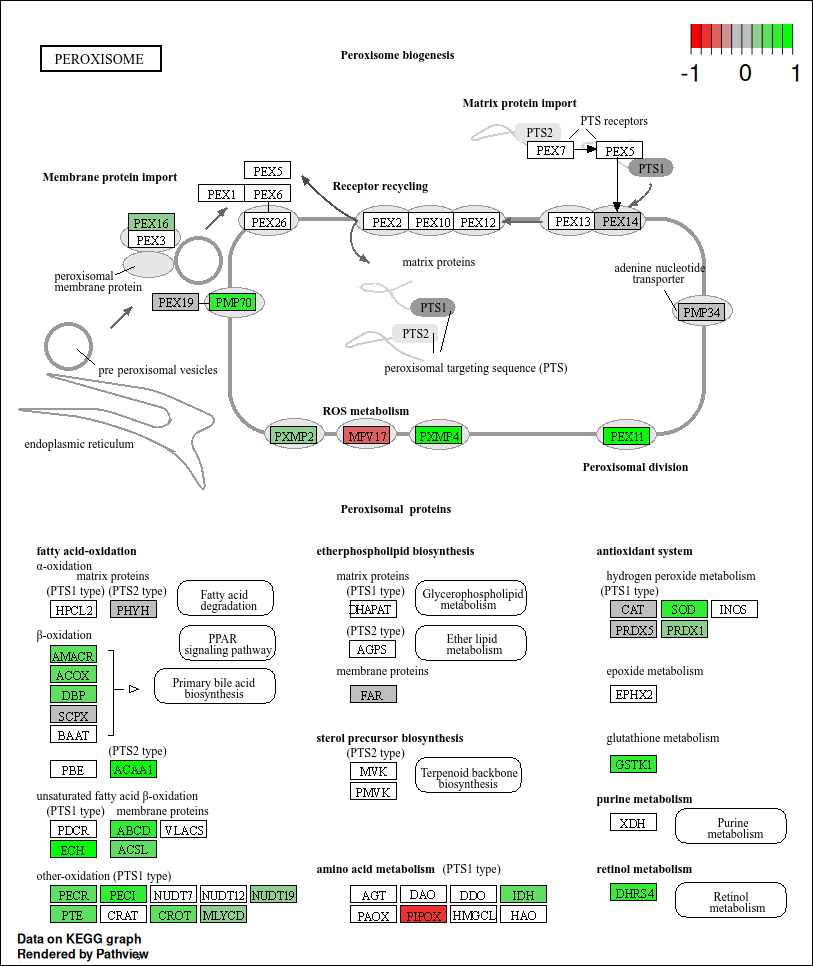 PEROXISOME
Peroxisome biogenesis
-1 0 1
Matrix protein import
PTS2
PTS receptors
PEX7
PEX5
PTS1
Membrane protein import
PEX5
PEX1 PEX6
Receptor recycling
PEX16
PEX3
PEX26
PEX2 PEX10 PEX12
PEX13 PEX14
matrix proteins
adenine nucleotide
transporter
peroxisomal
membrane protein
PEX19 PMP70
PTS1
PMP34
PTS2
pre peroxisomal vesicles
peroxisomal targeting sequence (PTS)
ROS metabolism
endoplasmic reticulum
PXMP2 MPV17 PXMP4 PEX11
Peroxisomal division
Peroxisomal proteins
fatty acid-oxidation
α-oxidation
matrix proteins
(PTS1 type) (PTS2 type)
HPCL2 PHYH
Fatty acid
degradation
β-oxidation
PPAR
signaling pathway
AMACR
ACOX
DBP
SCPX
BAAT
Primary bile acid
biosynthesis
(PTS2 type)
PBE ACAA1
unsaturated fatty acid β-oxidation
(PTS1 type) membrane proteins
PDCR ABCD VLACS
ECH ACSL
other-oxidation (PTS1 type)
PECR PECI NUDT7 NUDT12 NUDT19
PTE CRAT CROT MLYCD
etherphospholipid biosynthesis
matrix proteins
(PTS1 type)
DHAPAT
Glycerophospholipid
metabolism
(PTS2 type)
AGPS
Ether lipid
metabolism
membrane proteins
FAR
sterol precursor biosynthesis
(PTS2 type)
MVK
PMVK
Terpenoid backbone
biosynthesis
amino acid metabolism (PTS1 type)
AGT DAO DDO IDH
PAOX PIPOX HMGCL HAO
antioxidant system
hydrogen peroxide metabolism
(PTS1 type)
CAT SOD INOS
PRDX5 PRDX1
epoxide metabolism
EPHX2
glutathione metabolism
GSTK1
purine metabolism
XDH
Purine
metabolism
retinol metabolism
DHRS4
Retinol
metabolism
Data on KEGG graph
Rendered by Pathview